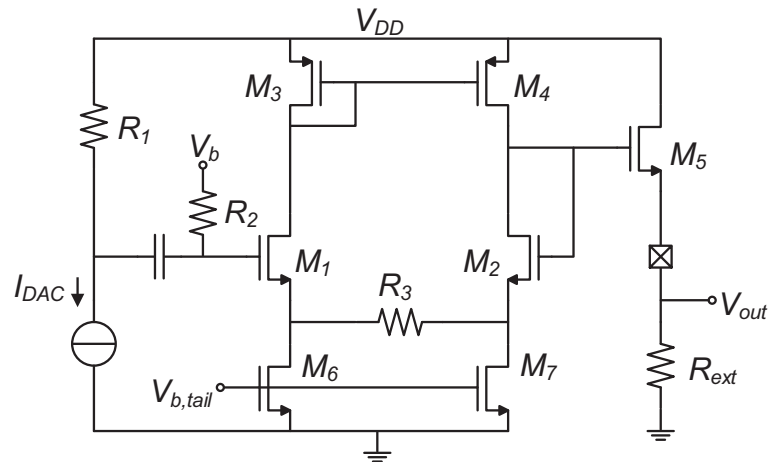 V_DD
M_3
M_4
R_1
V_b
M_5
R_2
M_1
M_2
R_3
I_DAC
V_out
M_6
M_7
R_ext
V_b,tail